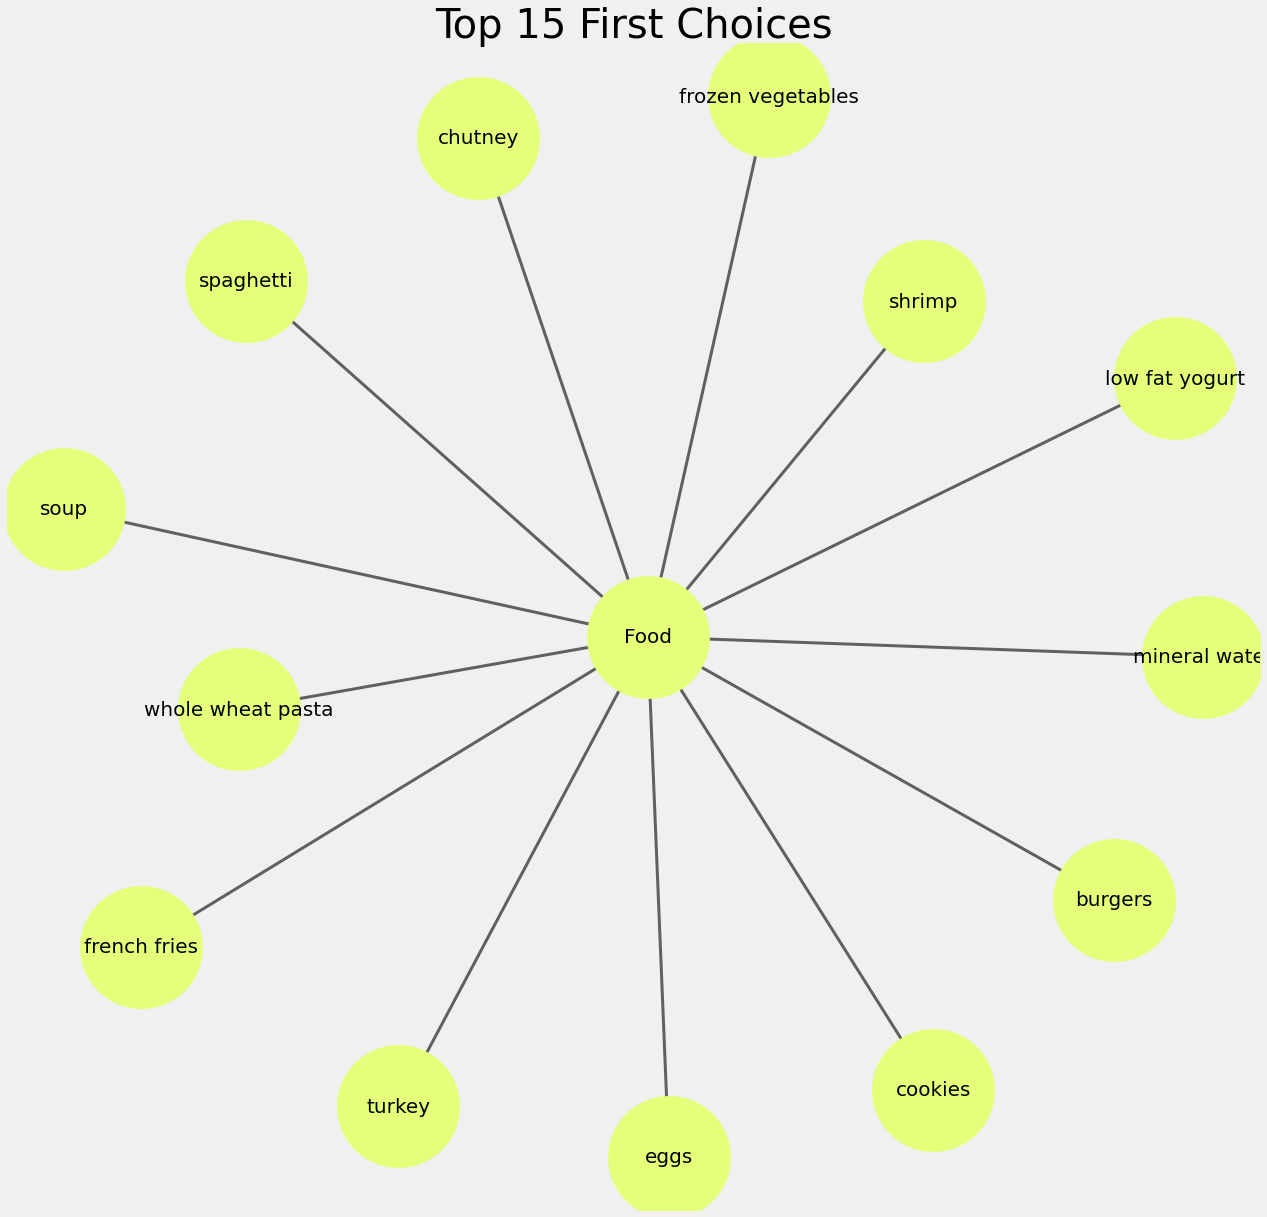 Top 15 First Choices
frozen vegetables
chutney
spaghetti
shrimp
low fat yogurt
soup
Food
mineral wate
whole wheat pasta
burgers
french fries
cookies
turkey
eggs